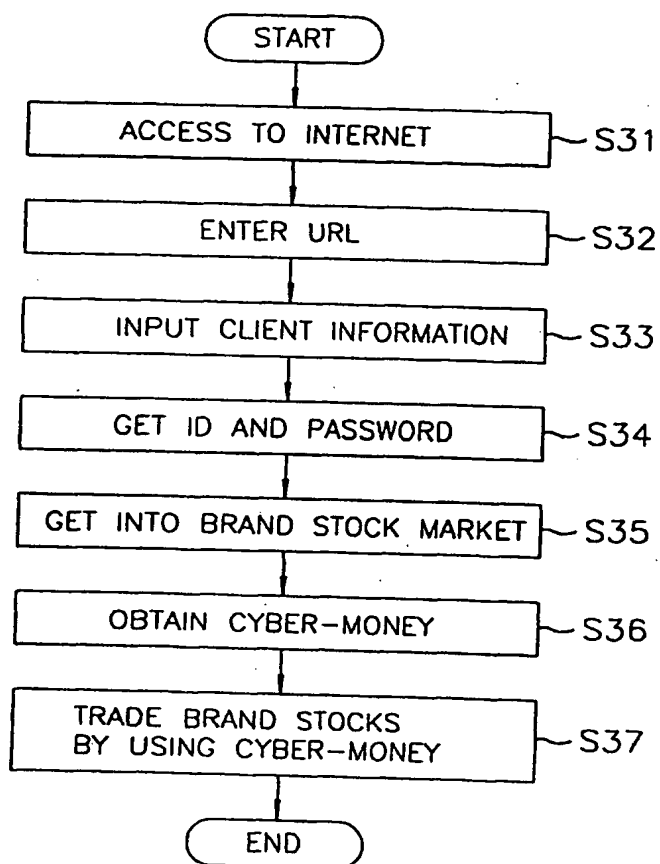 START
ACCESS TO INTERNET
S31
ENTER URL
S32
INPUT CLIENT INFORMATION
S33
GET ID AND PASSWORD
S34
GET INTO BRAND STOCK MARKET
S35
OBTAIN CYBER-MONEY
S36
TRADE BRAND STOCKS
BY USING CYBER-MONEY
S37
END